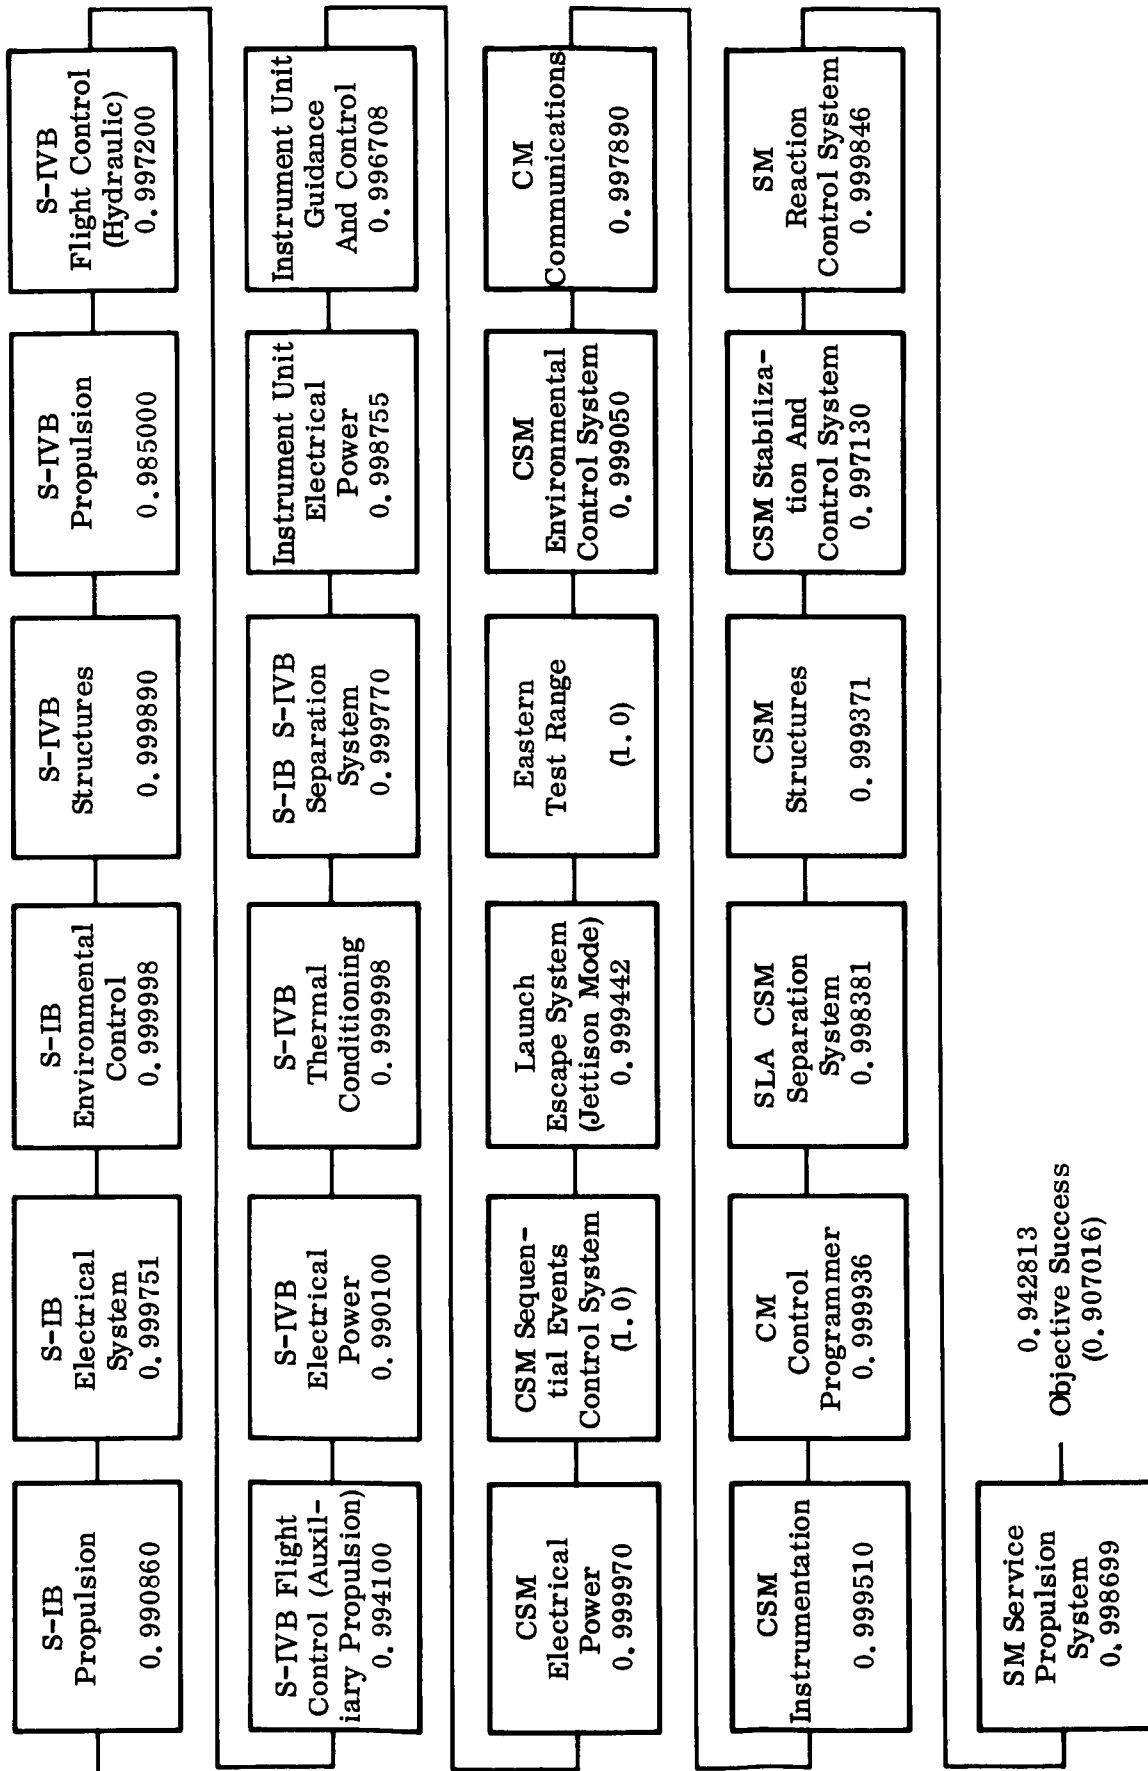 S-IB
Propulsion
0.990860
S-IB
Electrical
System
0.999751
S-IB
Environmental
Control
0.999998
S-IVB
Structures
0.999890
S-IVB
Propulsion
0.985000
S-IVB
Flight Control
(Hydraulic)
0.997200
S-IVB Flight
Control (Auxil-
iary Propulsion)
0.994100
S-IVB
Electrical
Power
0.990100
S-IVB
Thermal
Conditioning
0.999998
S-IB S-IVB
Separation
System
0.999770
Instrument Unit
Electrical
Power
0.998755
Instrument Unit
Guidance
And Control
0.996708
CSM
Electrical
Power
0.999970
CSM Sequen-
tial Events
Control System
(1.0)
Launch
Escape System
(Jettison Mode)
0.999442
Eastern
Test Range
(1.0)
CSM
Environmental
Control System
0.999050
CM
Communications
0.997890
CSM
Instrumentation
0.999510
CM
Control
Programmer
0.999936
SLA CSM
Separation
System
0.998381
CSM
Structures
0.999371
CSM Stabiliza-
tion And
Control System
0.997130
SM
Reaction
Control System
0.999846
SM Service
Propulsion
System
0.998699
0.942813
Objective Success
(0.907016)